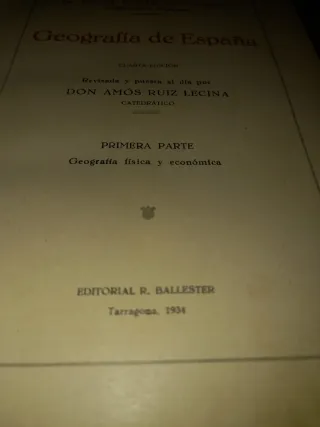 Geografía de España
Revisada y puesta al día por
DON AMÓS RUIZ LECINA
CATEDRÁTICO
PRIMERA PARTE
Geografía física y económica
EDITORIAL R. BALLESTER
Tarragona, 1934